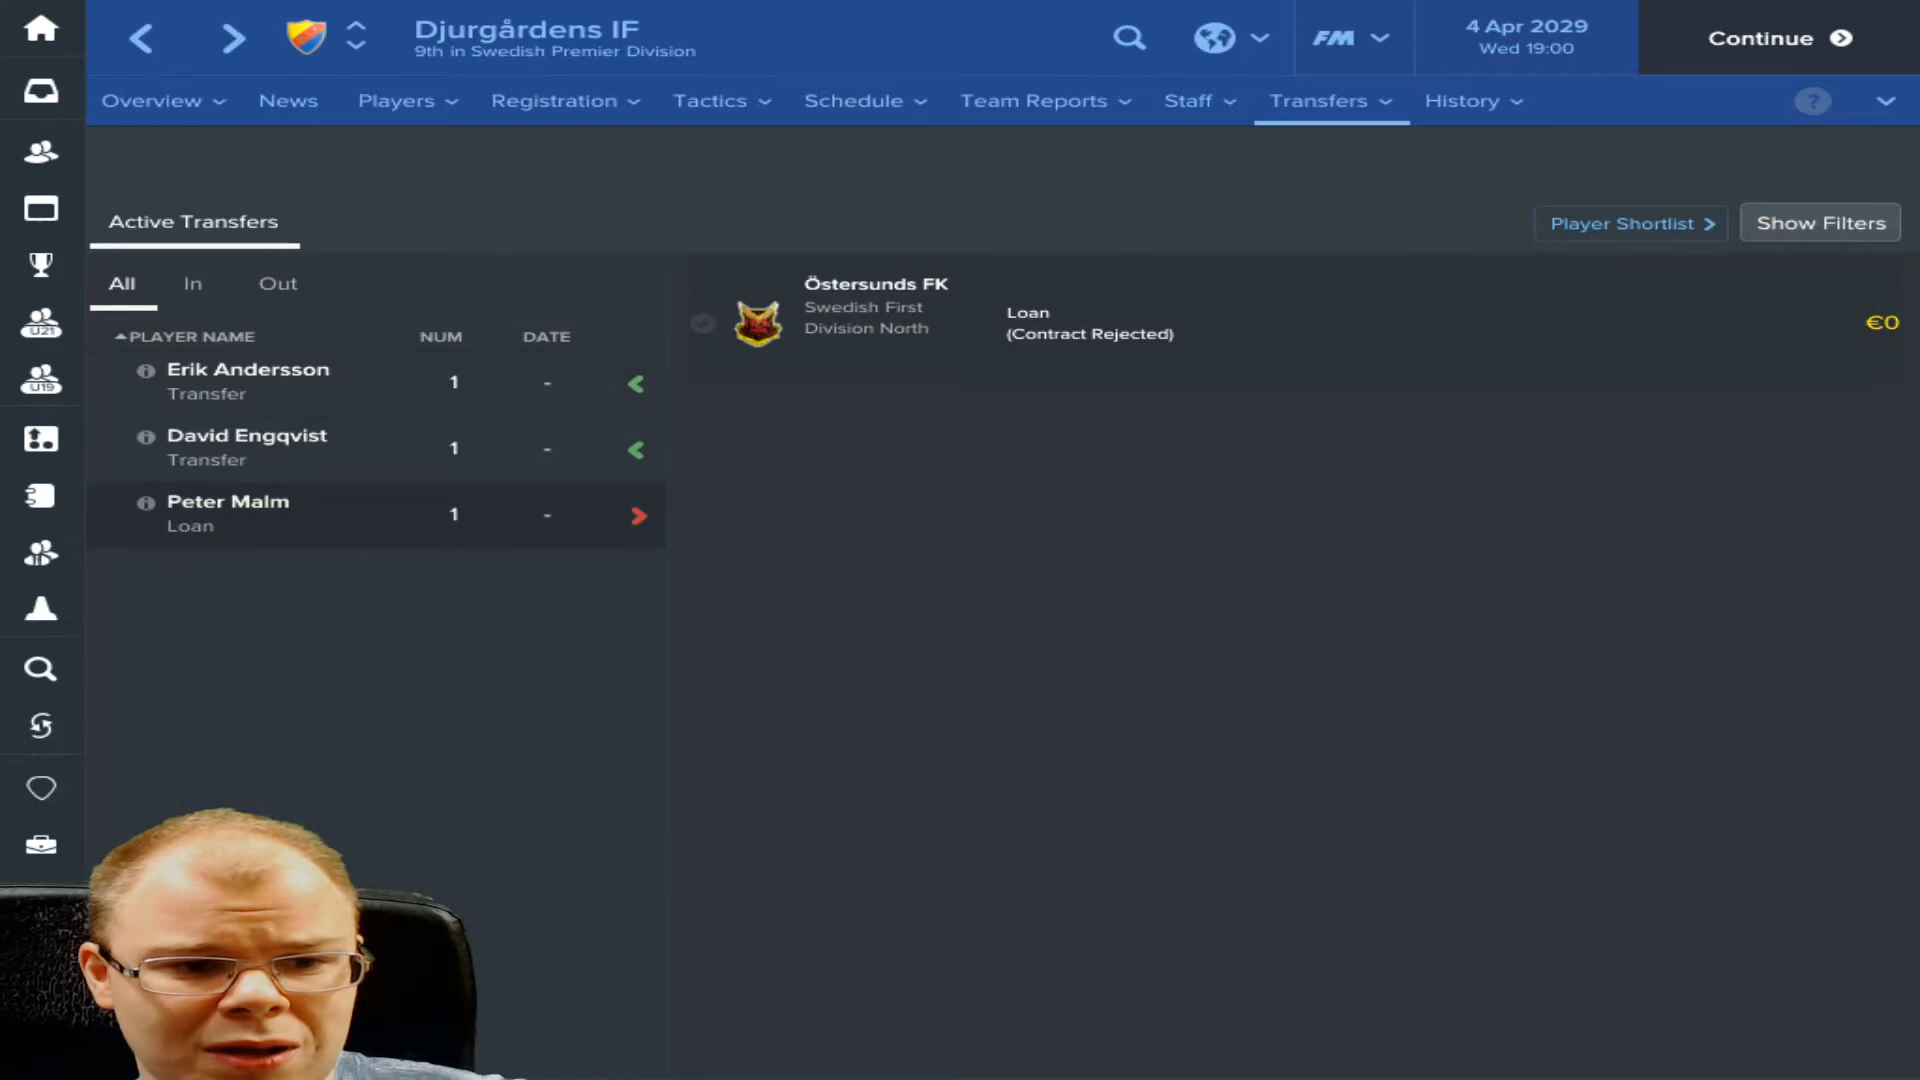 Djurgårdens IF
9th in Swedish Premier Division
FM
4 Apr 2029
Wed 19:00
Continue
Overview
News
Players
Registration
Tactics
Schedule
Team Reports
Staff
Transfers
History
?
Active Transfers
Player Shortlist
Show Filters
All
In
Out
PLAYER NAME
NUM
DATE
Erik Andersson
Transfer
1
-
David Engqvist
Transfer
1
-
Peter Malm
Loan
1
-
Östersunds FK
Swedish First
Division North
Loan
(Contract Rejected)
€0
U21
U19